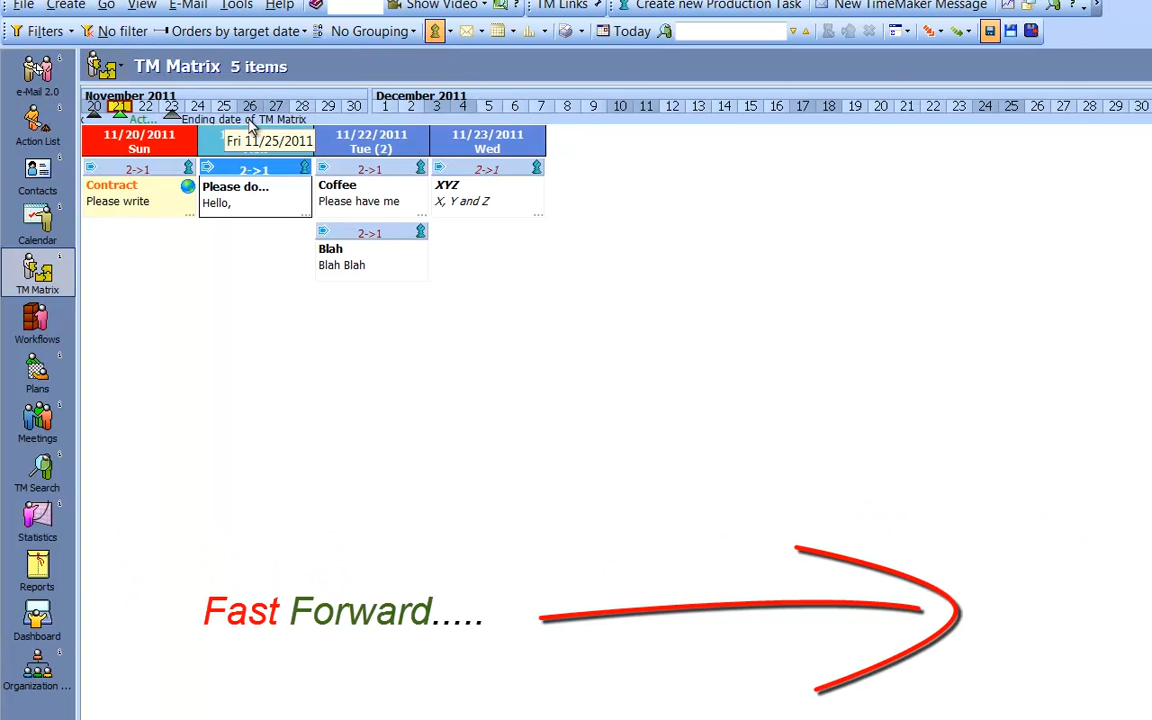 File Create Go View E-Mail Tools Help Show Video TM Links Create new Production Task New TimeMaker Message
Filters No filter Orders by target date No Grouping Today
TM Matrix 5 items
November 2011 December 2011
20 21 22 23 24 25 26 27 28 29 30 1 2 3 4 5 6 7 8 9 10 11 12 13 14 15 16 17 18 19 20 21 22 23 24 25 26 27 28 29 30
Act... Ending date of TM Matrix
Fri 11/25/2011
11/20/2011 11/22/2011 11/23/2011
Sun Tue (2) Wed
2->1 2->1 2->1 2->1
Contract Please do... Coffee XYZ
Please write Hello, Please have me X, Y and Z
... ... ... ...
2->1
Blah
Blah Blah
...
e-Mail 2.0
Action List
Contacts
Calendar
TM Matrix
Workflows
Plans
Meetings
TM Search
Statistics
Reports
Dashboard
Organization ...
Fast Forward.....